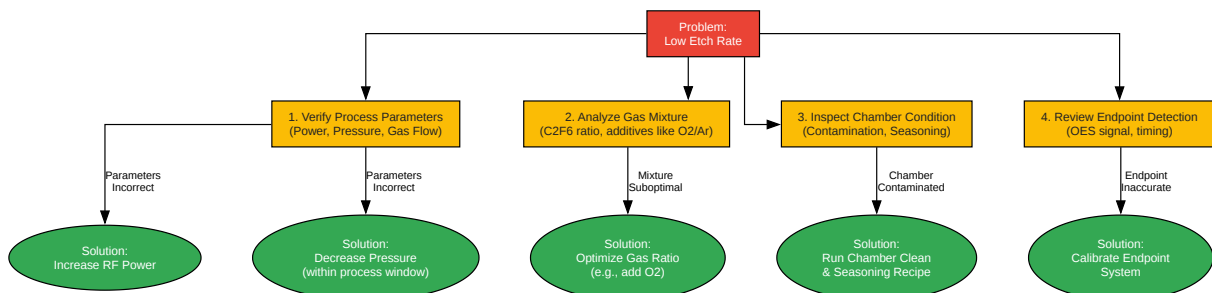 Problem:
Low Etch Rate
1. Verify Process Parameters
(Power, Pressure, Gas Flow)
2. Analyze Gas Mixture
(C2F6 ratio, additives like O2/Ar)
3. Inspect Chamber Condition
(Contamination, Seasoning)
4. Review Endpoint Detection
(OES signal, timing)
Parameters
Incorrect
Parameters
Incorrect
Mixture
Suboptimal
Chamber
Contaminated
Endpoint
Inaccurate
Solution:
Increase RF Power
Solution:
Decrease Pressure
(within process window)
Solution:
Optimize Gas Ratio
(e.g., add O2)
Solution:
Run Chamber Clean
& Seasoning Recipe
Solution:
Calibrate Endpoint
System